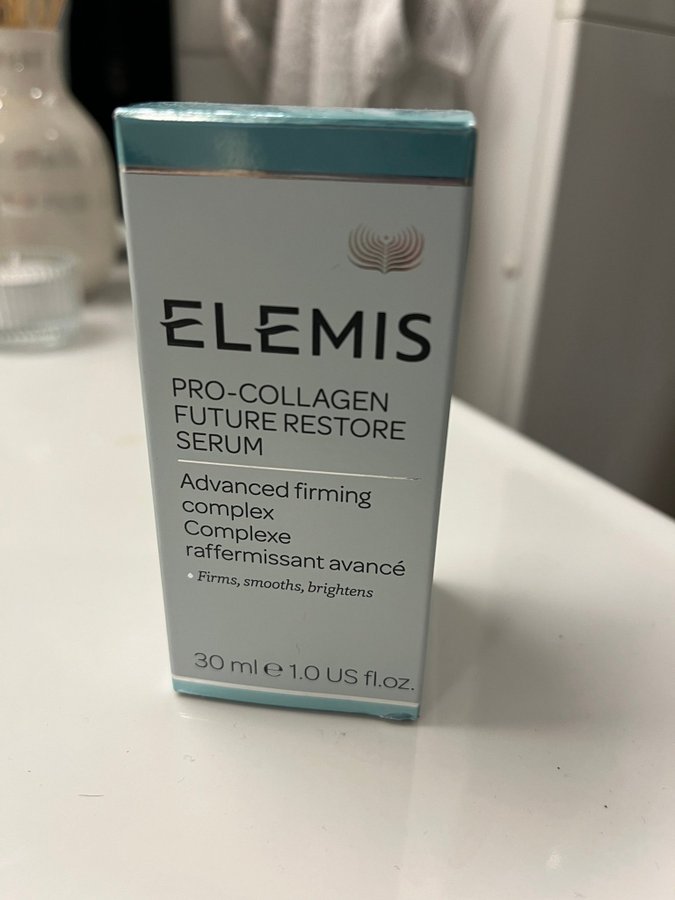 ELEMIS
PRO-COLLAGEN
FUTURE RESTORE
SERUM
Advanced firming
complex
Complexe
raffermissant avancé
• Firms, smooths, brightens
30 ml ℮ 1.0 US fl.oz.